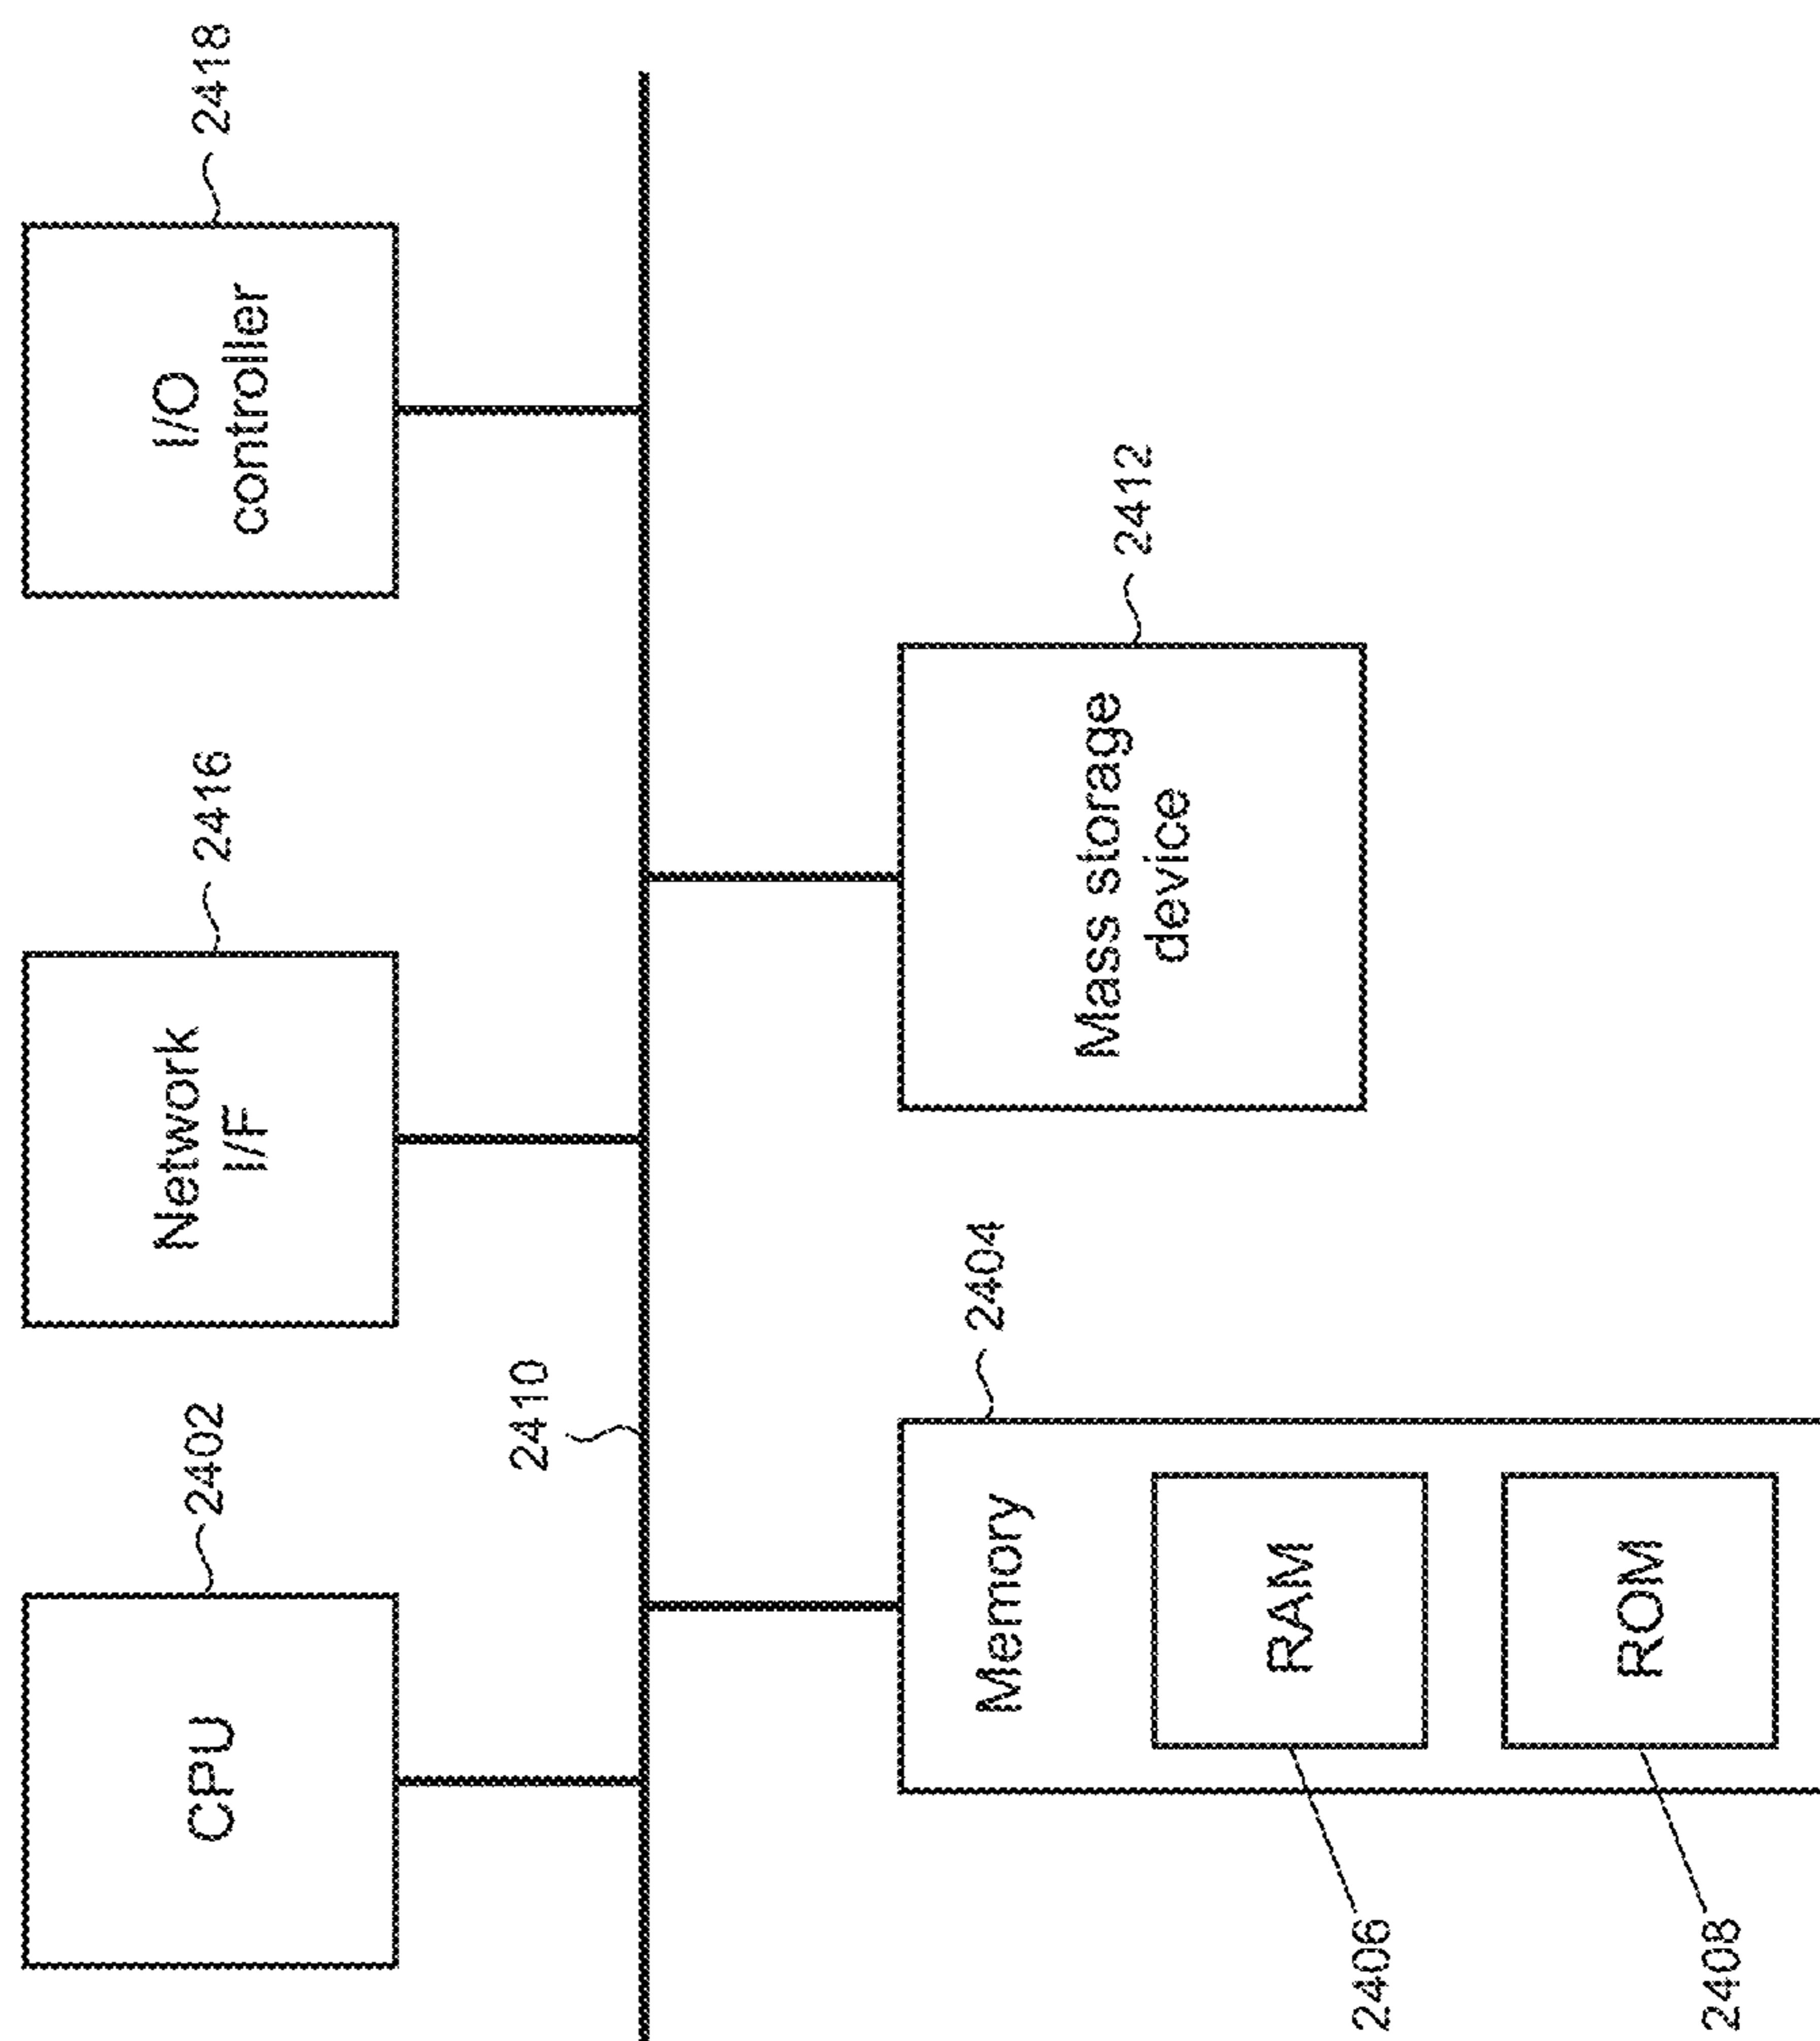 CPU
2402
Network
I/F
2416
I/O
controller
2418
2410
Memory
2404
RAM
2406
ROM
2408
Mass storage
device
2412